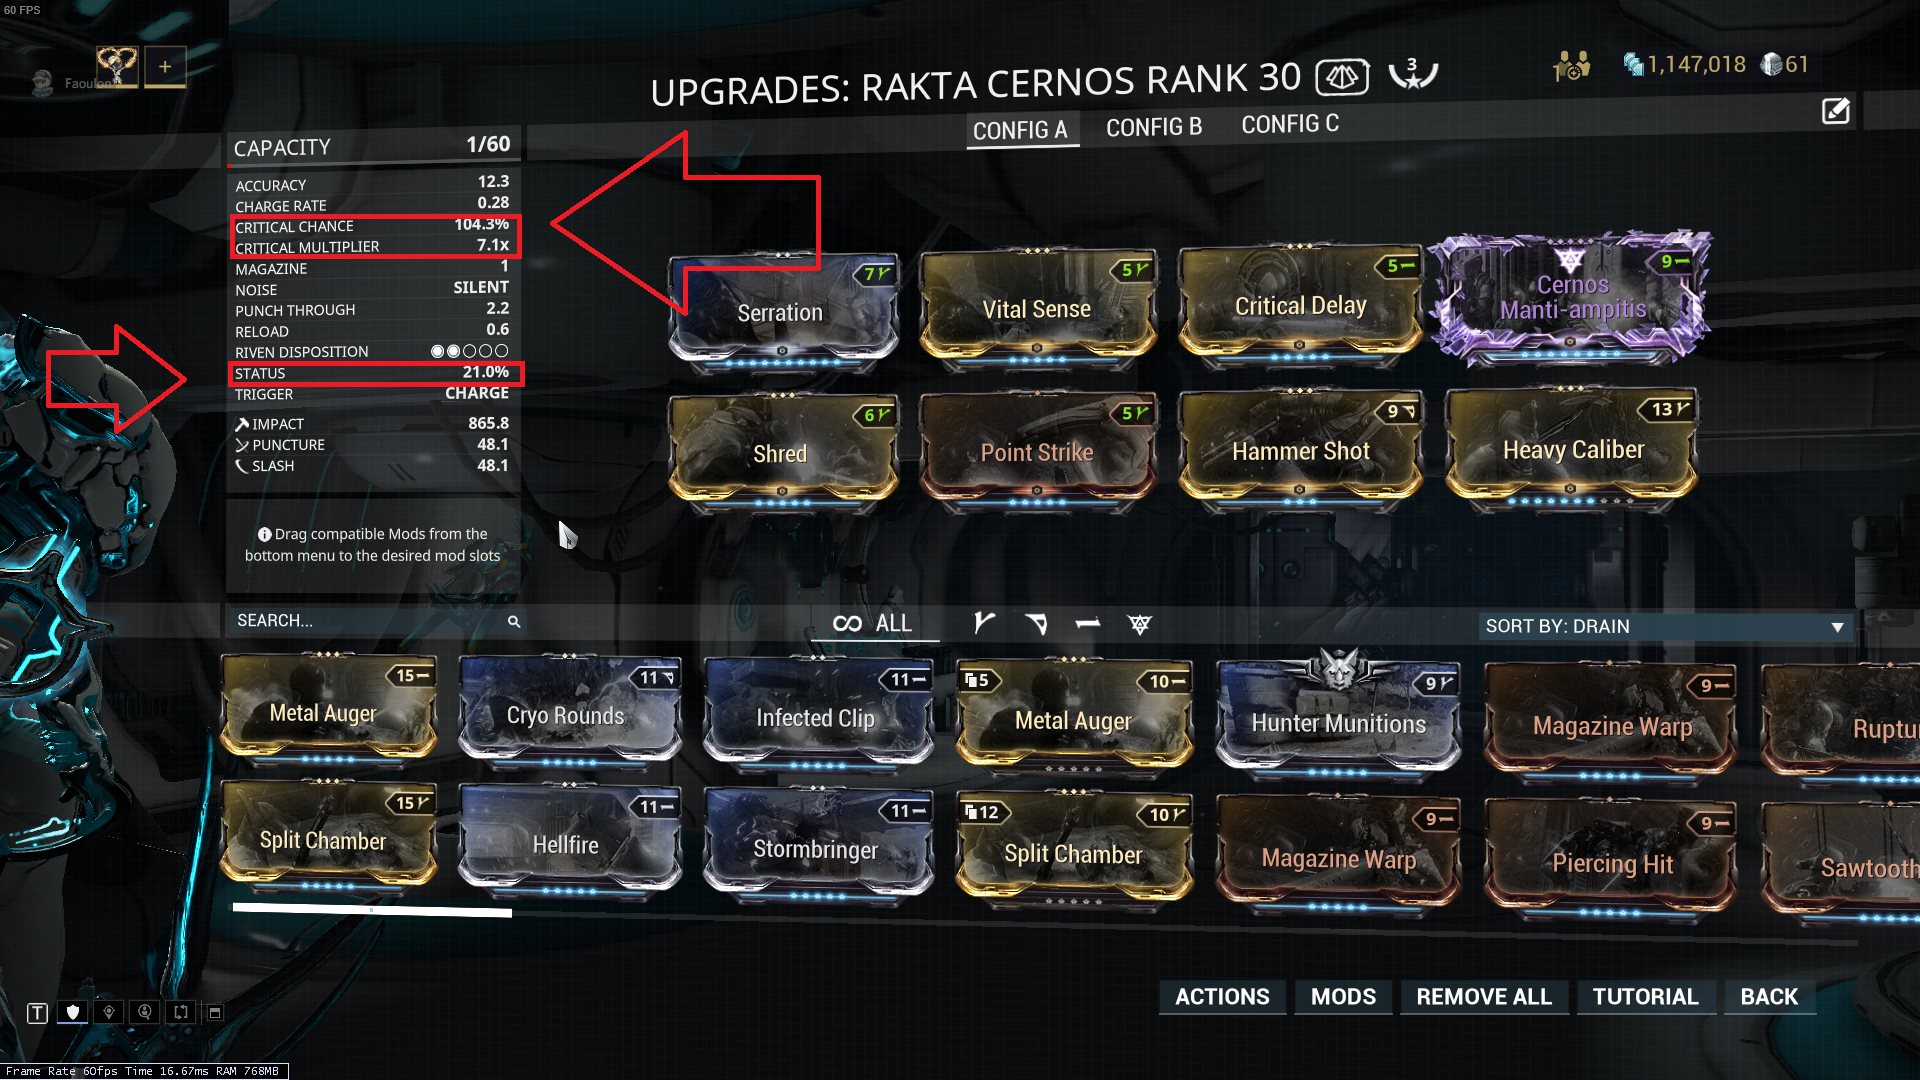 60 FPS
Faoulon
+
UPGRADES: RAKTA CERNOS RANK 30
3
1,147,018
61
CONFIG A
CONFIG B
CONFIG C
CAPACITY 1/60
ACCURACY 12.3
CHARGE RATE 0.28
CRITICAL CHANCE 104.3%
CRITICAL MULTIPLIER 7.1x
MAGAZINE 1
NOISE SILENT
PUNCH THROUGH 2.2
RELOAD 0.6
RIVEN DISPOSITION
STATUS 21.0%
TRIGGER CHARGE
IMPACT 865.8
PUNCTURE 48.1
SLASH 48.1
Drag compatible Mods from the
bottom menu to the desired mod slots
7
Serration
5
Vital Sense
5
Critical Delay
9
Cernos
Manti-ampitis
6
Shred
5
Point Strike
9
Hammer Shot
13
Heavy Caliber
SEARCH...
ALL
SORT BY: DRAIN
15
Metal Auger
11
Cryo Rounds
11
Infected Clip
5
10
Metal Auger
9
Hunter Munitions
9
Magazine Warp
Ruptu
15
Split Chamber
11
Hellfire
11
Stormbringer
12
10
Split Chamber
9
Magazine Warp
9
Piercing Hit
Sawtooth
T
ACTIONS
MODS
REMOVE ALL
TUTORIAL
BACK
Frame Rate 60fps Time 16.67ms RAM 768MB